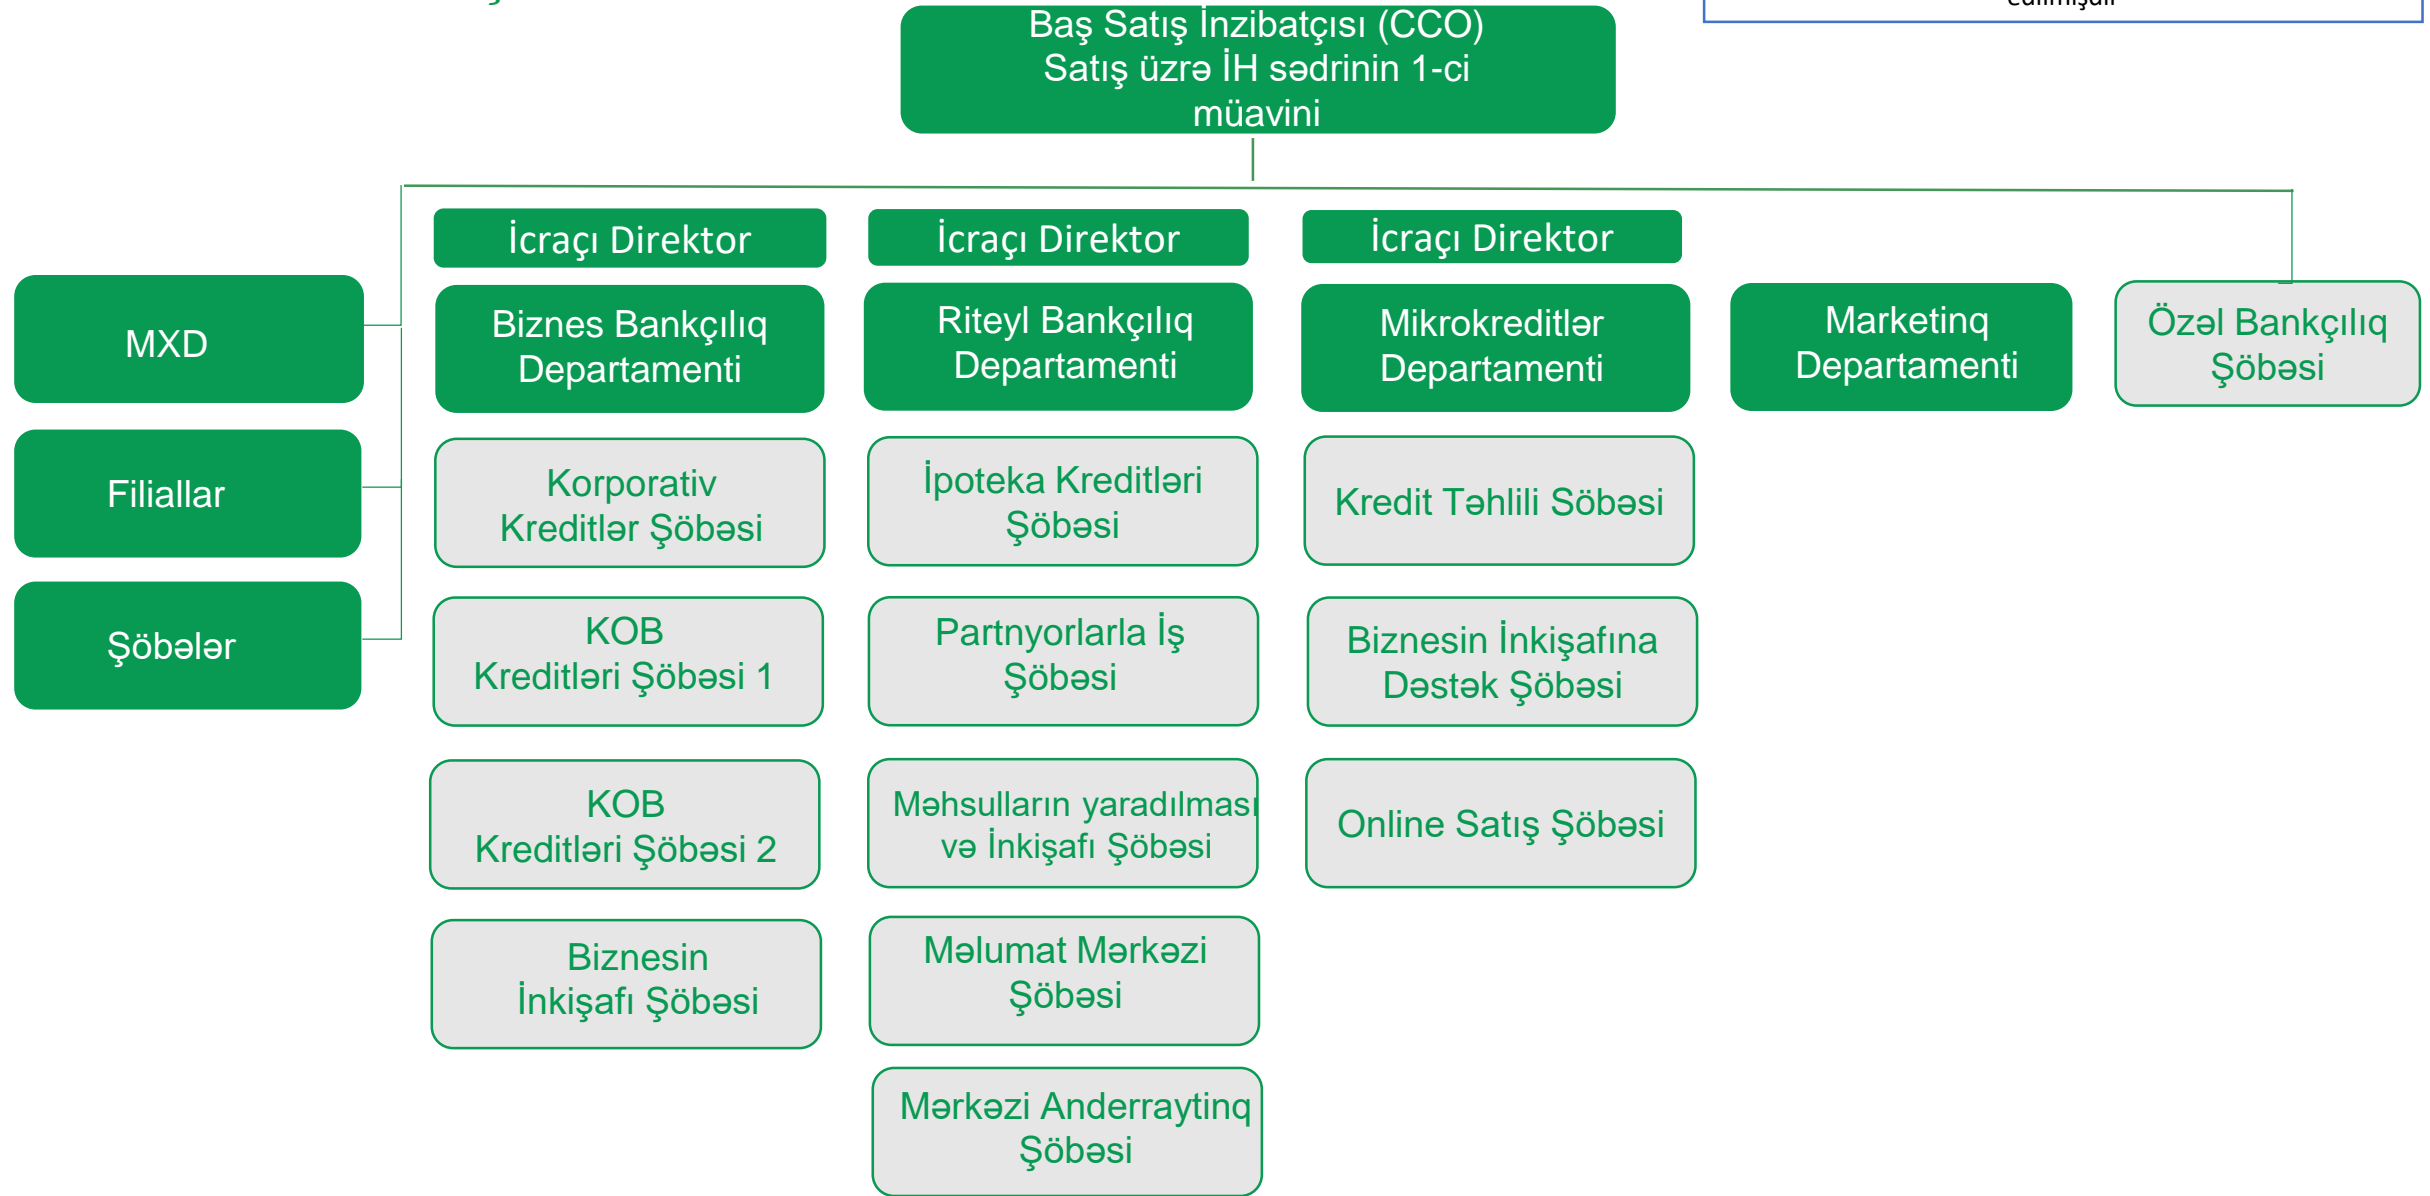 Baş Satış İnzibatçısı (CCO)
Satış üzrə İH sədrinin 1-ci
müavini
İcraçı Direktor
İcraçı Direktor
İcraçı Direktor
MXD
Biznes Bankçılıq
Departamenti
Riteyl Bankçılıq
Departamenti
Mikrokreditlər
Departamenti
Marketinq
Departamenti
Özəl Bankçılıq
Şöbəsi
Filiallar
Korporativ
Kreditlər Şöbəsi
İpoteka Kreditləri
Şöbəsi
Kredit Təhlili Söbəsi
Şöbələr
KOB
Kreditləri Şöbəsi 1
Partnyorlarla İş
Şöbəsi
Biznesin İnkişafına
Dəstək Şöbəsi
KOB
Kreditləri Şöbəsi 2
Məhsulların yaradılması
və İnkişafı Şöbəsi
Online Satış Şöbəsi
Biznesin
İnkişafı Şöbəsi
Məlumat Mərkəzi
Şöbəsi
Mərkəzi Anderraytinq
Şöbəsi